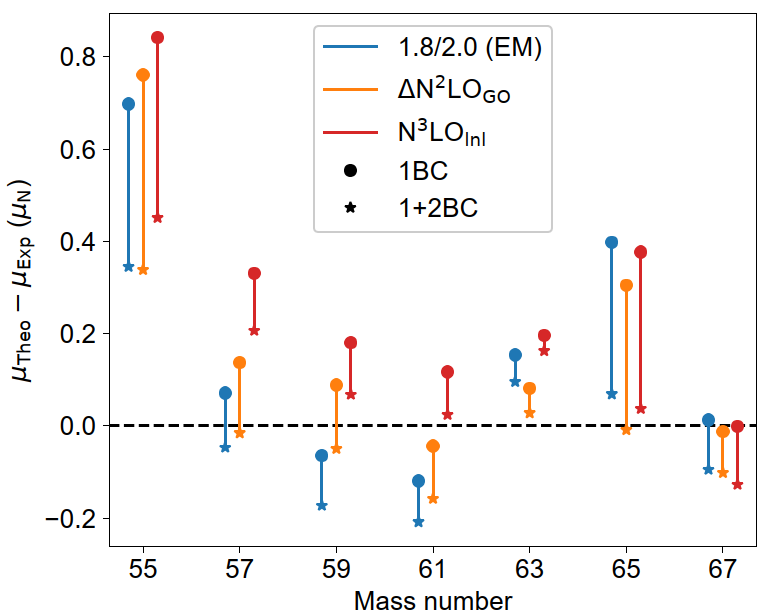 1.8/2.0 (EM)
ΔN²LO_GO
N³LO_lnl
1BC
1+2BC
0.8
0.6
0.4
0.2
0.0
−0.2
μ_Theo − μ_Exp (μ_N)
55 57 59 61 63 65 67
Mass number